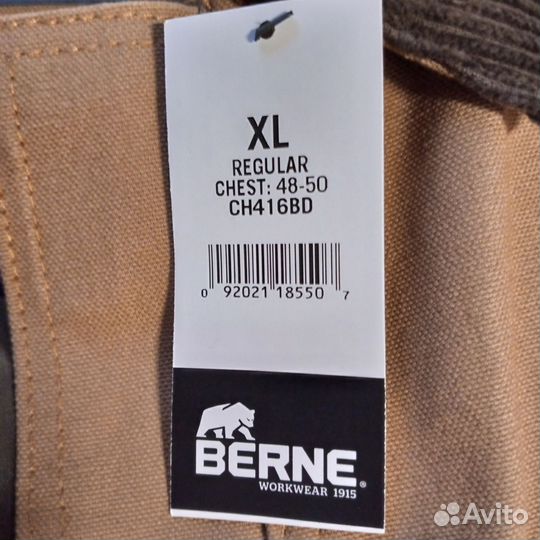 XL
REGULAR
CHEST: 48-50
CH416BD
0 92021 18550 7
BERNE®
WORKWEAR 1915
Avito